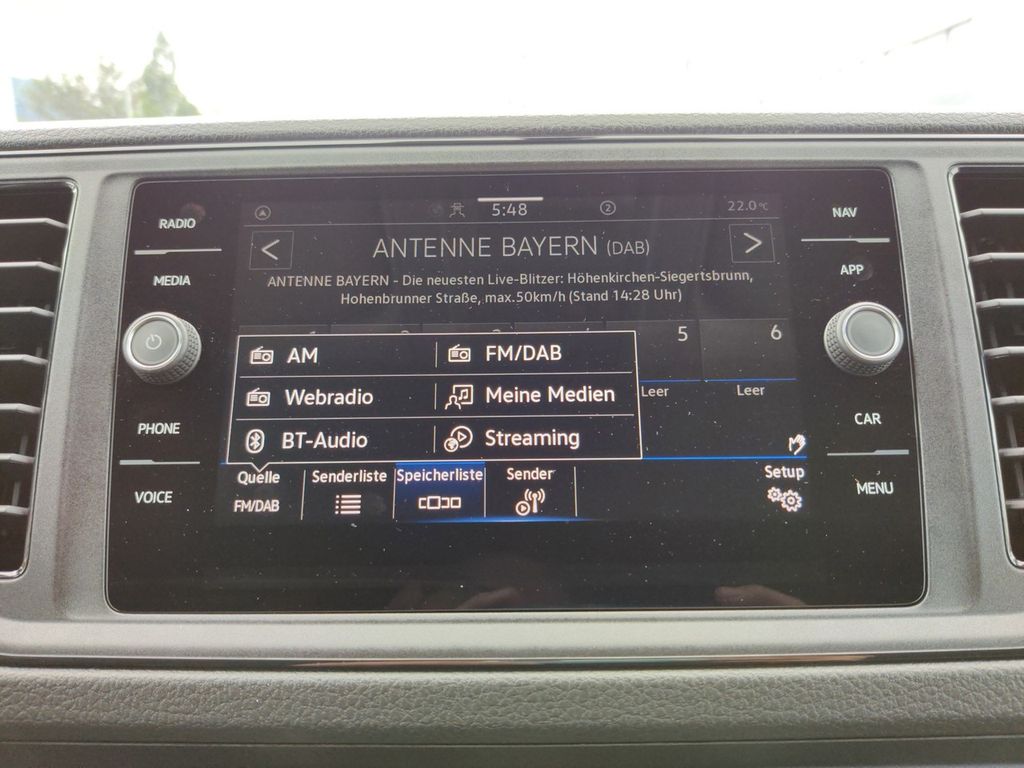 RADIO
MEDIA
PHONE
VOICE
5:48
2
22.0°C
<
ANTENNE BAYERN (DAB)
>
ANTENNE BAYERN - Die neuesten Live-Blitzer: Höhenkirchen-Siegertsbrunn,
Hohenbrunner Straße, max.50km/h (Stand 14:28 Uhr)
5
6
Leer
Leer
AM
FM/DAB
Webradio
Meine Medien
BT-Audio
Streaming
Quelle
FM/DAB
Senderliste
Speicherliste
Sender
Setup
NAV
APP
CAR
MENU